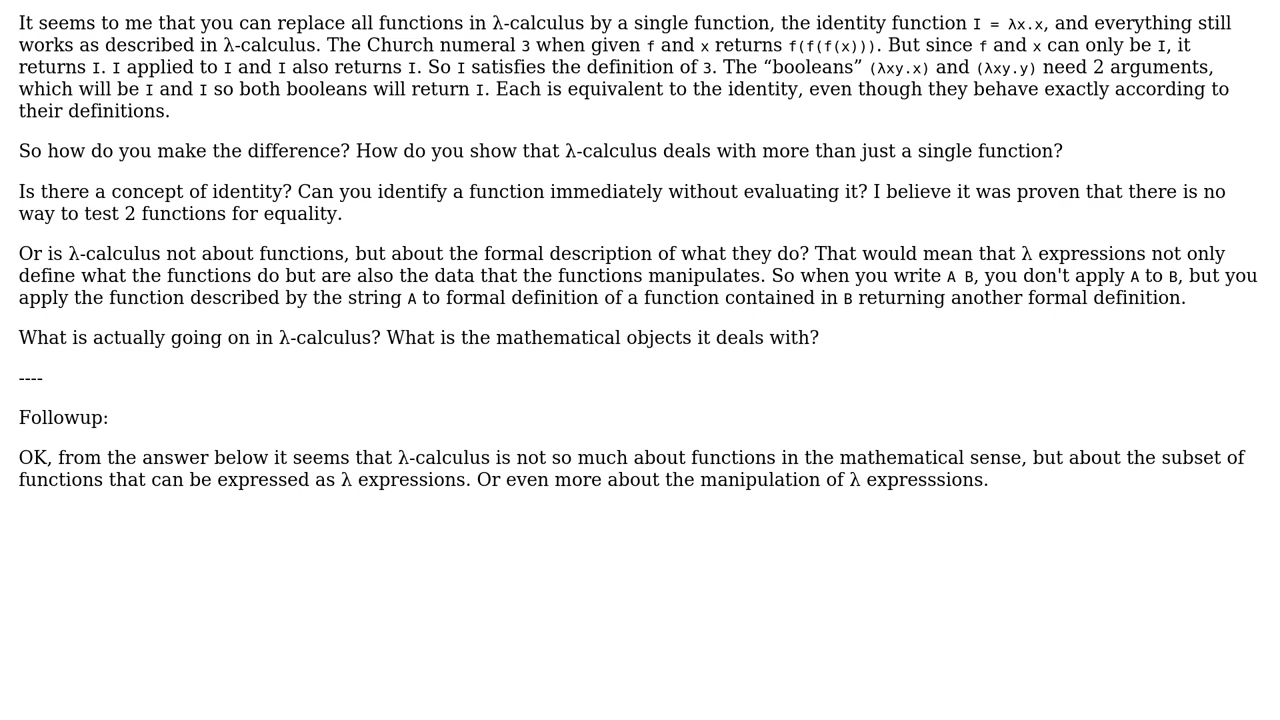 It seems to me that you can replace all functions in λ-calculus by a single function, the identity function I = λx.x, and everything still
works as described in λ-calculus. The Church numeral 3 when given f and x returns f(f(f(x))). But since f and x can only be I, it
returns I. I applied to I and I also returns I. So I satisfies the definition of 3. The “booleans” (λxy.x) and (λxy.y) need 2 arguments,
which will be I and I so both booleans will return I. Each is equivalent to the identity, even though they behave exactly according to
their definitions.
So how do you make the difference? How do you show that λ-calculus deals with more than just a single function?
Is there a concept of identity? Can you identify a function immediately without evaluating it? I believe it was proven that there is no
way to test 2 functions for equality.
Or is λ-calculus not about functions, but about the formal description of what they do? That would mean that λ expressions not only
define what the functions do but are also the data that the functions manipulates. So when you write A B, you don't apply A to B, but you
apply the function described by the string A to formal definition of a function contained in B returning another formal definition.
What is actually going on in λ-calculus? What is the mathematical objects it deals with?
----
Followup:
OK, from the answer below it seems that λ-calculus is not so much about functions in the mathematical sense, but about the subset of
functions that can be expressed as λ expressions. Or even more about the manipulation of λ expresssions.